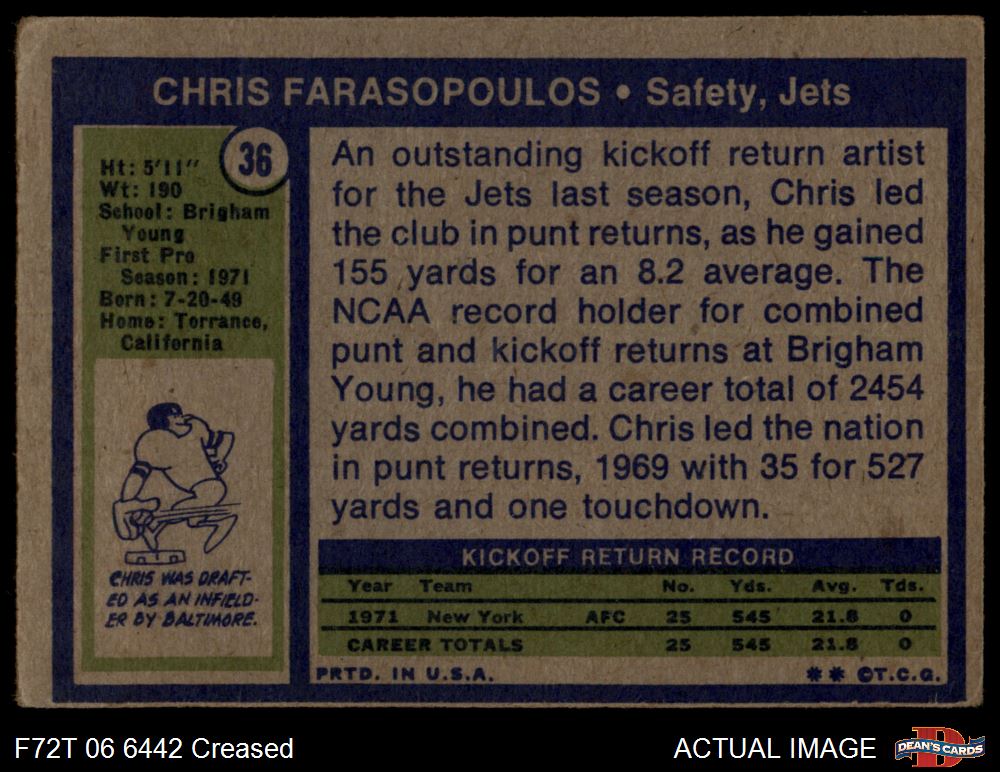 CHRIS FARASOPOULOS • Safety, Jets
36
Ht: 5'11"
Wt: 190
School: Brigham
Young
First Pro
Season: 1971
Born: 7-20-49
Home: Torrance,
California
CHRIS WAS DRAFT-
ED AS AN INFIELD-
ER BY BALTIMORE.
An outstanding kickoff return artist
for the Jets last season, Chris led
the club in punt returns, as he gained
155 yards for an 8.2 average. The
NCAA record holder for combined
punt and kickoff returns at Brigham
Young, he had a career total of 2454
yards combined. Chris led the nation
in punt returns, 1969 with 35 for 527
yards and one touchdown.
KICKOFF RETURN RECORD
Year Team No. Yds. Avg. Tds.
1971 New York AFC 25 545 21.8 0
CAREER TOTALS 25 545 21.8 0
PRTD. IN U.S.A. ** ©T.C.G.
F72T 06 6442 Creased ACTUAL IMAGE DEAN'S CARDS